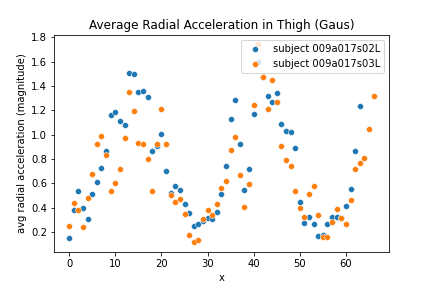 Average Radial Acceleration in Thigh (Gaus)
subject 009a017s02L
subject 009a017s03L
avg radial acceleration (magnitude)
1.8
1.6
1.4
1.2
1.0
0.8
0.6
0.4
0.2
0 10 20 30 40 50 60
x